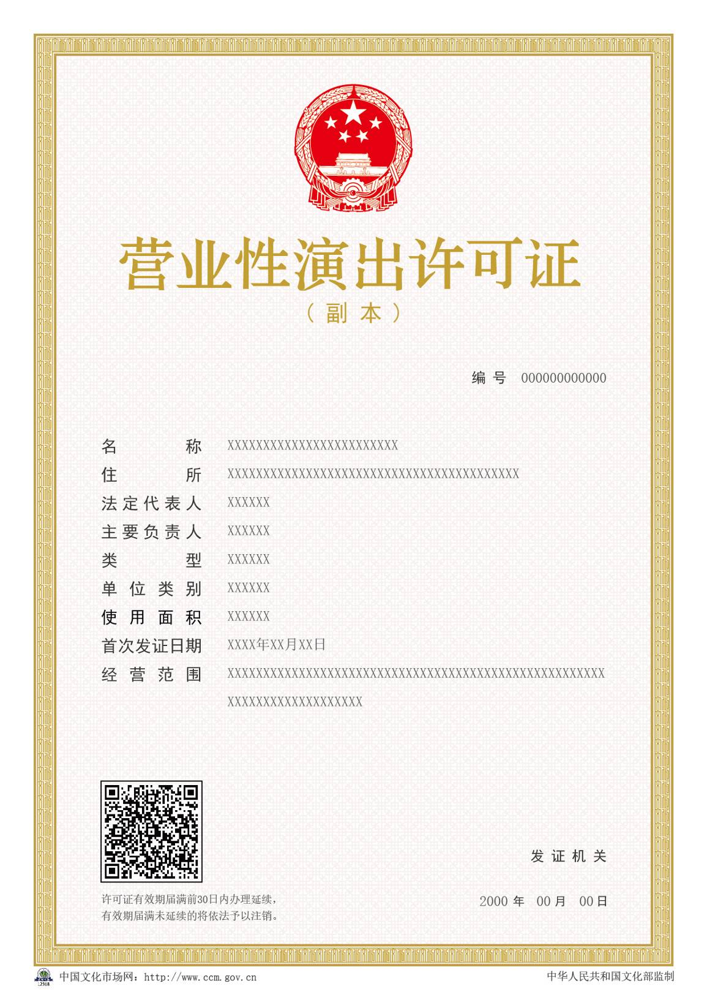 营业性演出许可证
（副本）
编号 000000000000
名称 XXXXXXXXXXXXXXXXXXXXXXXX
住所 XXXXXXXXXXXXXXXXXXXXXXXXXXXXXXXXXXXXXXXXX
法定代表人 XXXXXX
主要负责人 XXXXXX
类型 XXXXXX
单位类别 XXXXXX
使用面积 XXXXXX
首次发证日期 XXXX年XX月XX日
经营范围 XXXXXXXXXXXXXXXXXXXXXXXXXXXXXXXXXXXXXXXXXXXXXXXXXXXXX
XXXXXXXXXXXXXXXXXXX
发证机关
许可证有效期届满前30日内办理延续，
2000 年 00 月 00 日
有效期届满未延续的将依法予以注销。
L2318
中国文化市场网：http://www.ccm.gov.cn
中华人民共和国文化部监制